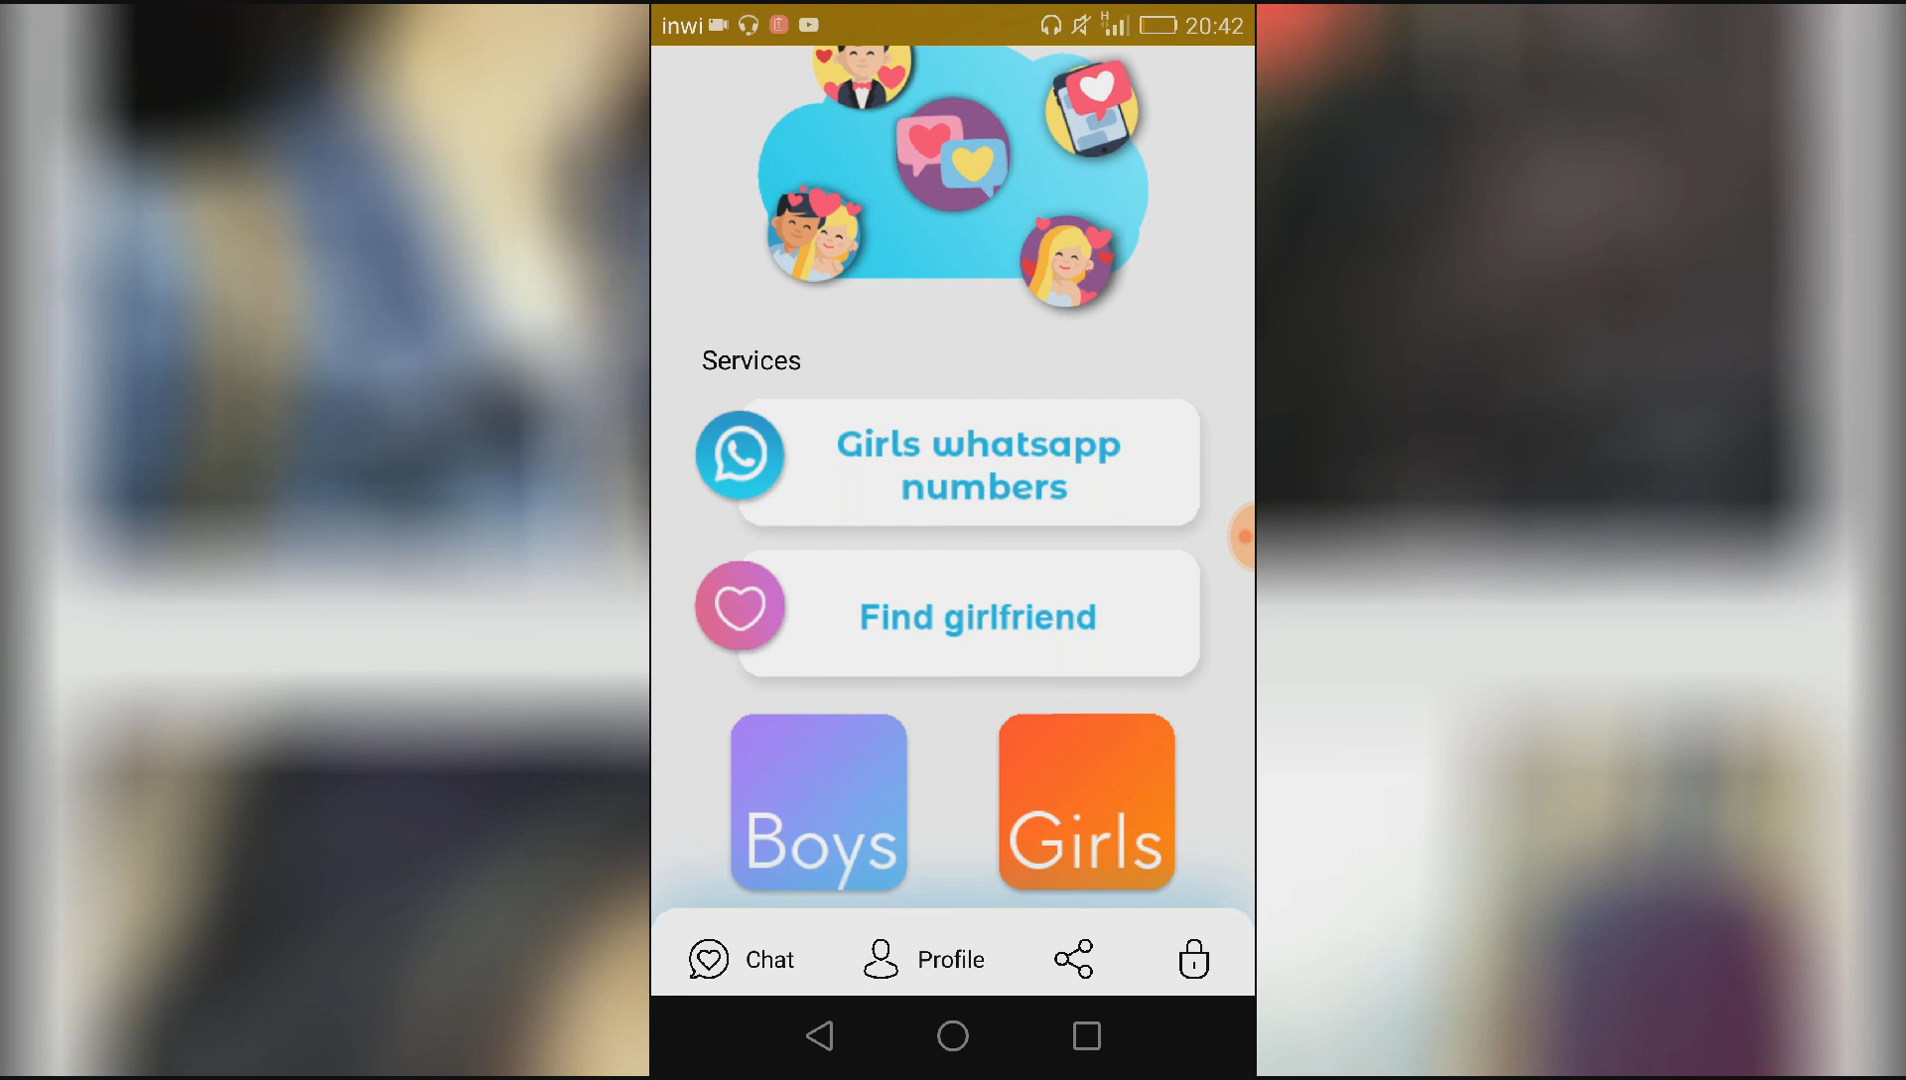 inwi
H
20:42
Services
Girls whatsapp
numbers
Find girlfriend
Boys
Girls
Chat
Profile